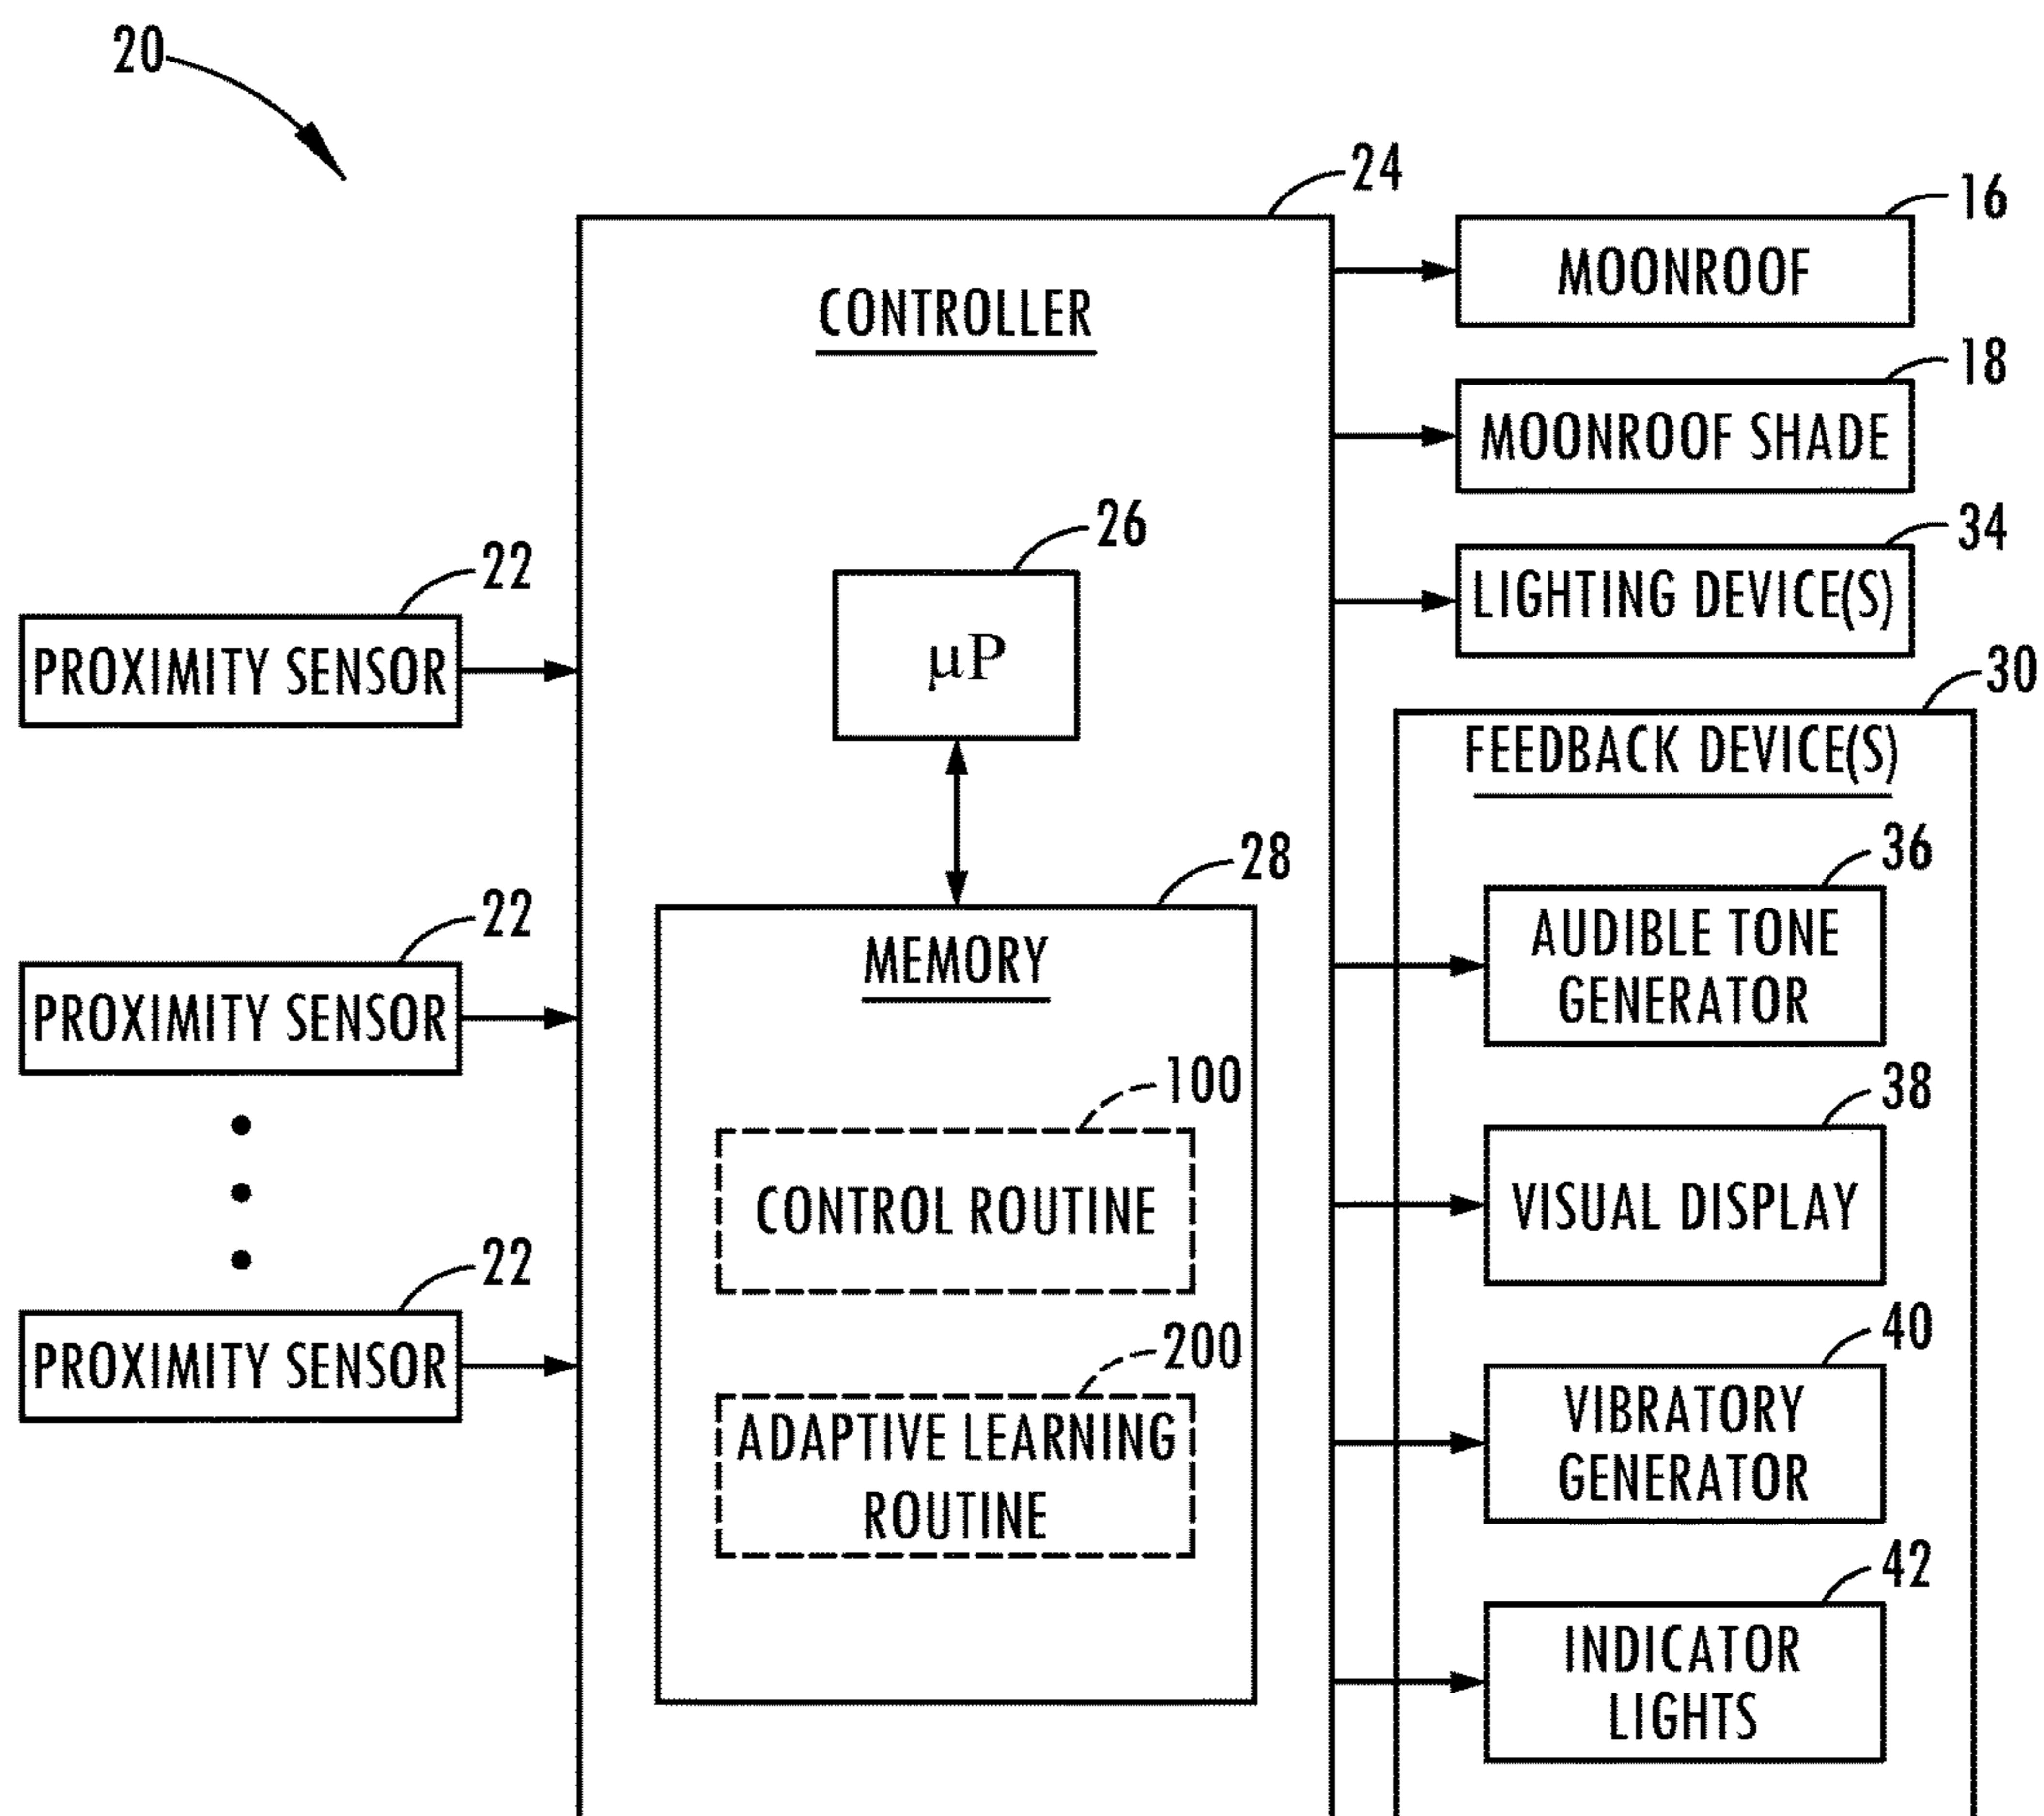 20
24
CONTROLLER
26
μP
28
MEMORY
100
CONTROL ROUTINE
200
ADAPTIVE LEARNING
ROUTINE
22
PROXIMITY SENSOR
22
PROXIMITY SENSOR
22
PROXIMITY SENSOR
16
MOONROOF
18
MOONROOF SHADE
34
LIGHTING DEVICE(S)
30
FEEDBACK DEVICE(S)
36
AUDIBLE TONE
GENERATOR
38
VISUAL DISPLAY
40
VIBRATORY
GENERATOR
42
INDICATOR
LIGHTS